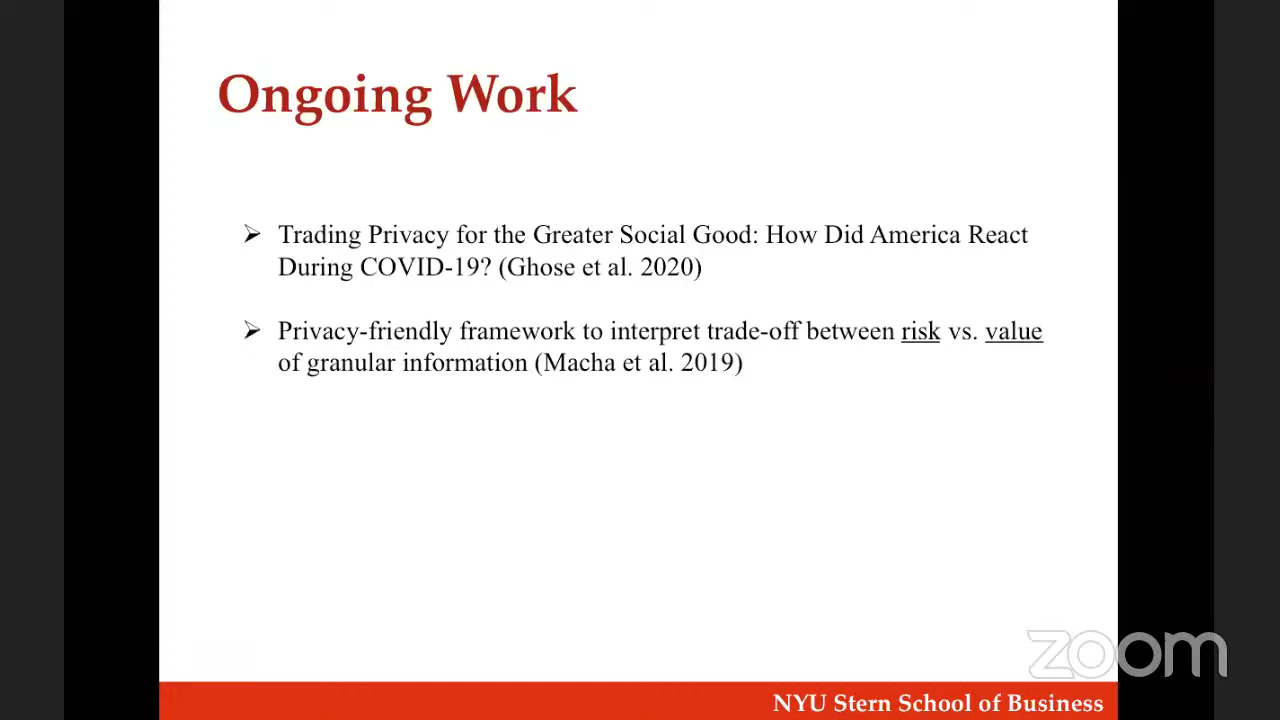 Ongoing Work
➢ Trading Privacy for the Greater Social Good: How Did America React
During COVID-19? (Ghose et al. 2020)
➢ Privacy-friendly framework to interpret trade-off between risk vs. value
of granular information (Macha et al. 2019)
zoom
NYU Stern School of Business